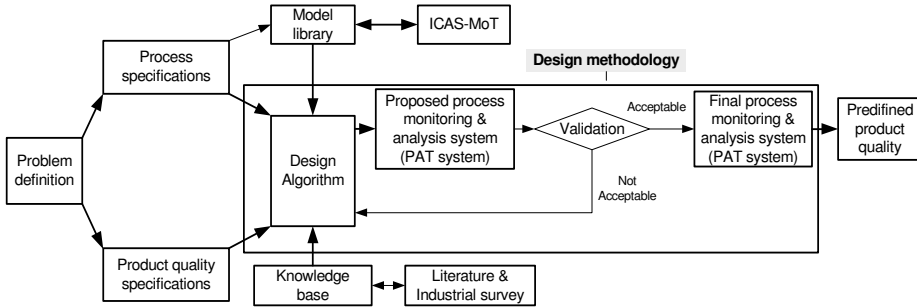 Model
library
ICAS-MoT
Process
specifications
Design methodology
Problem
definition
Design
Algorithm
Proposed process
monitoring &
analysis system
(PAT system)
Validation
Acceptable
Not
Acceptable
Final process
monitoring &
analysis system
(PAT system)
Predifined
product
quality
Product quality
specifications
Knowledge
base
Literature &
Industrial survey